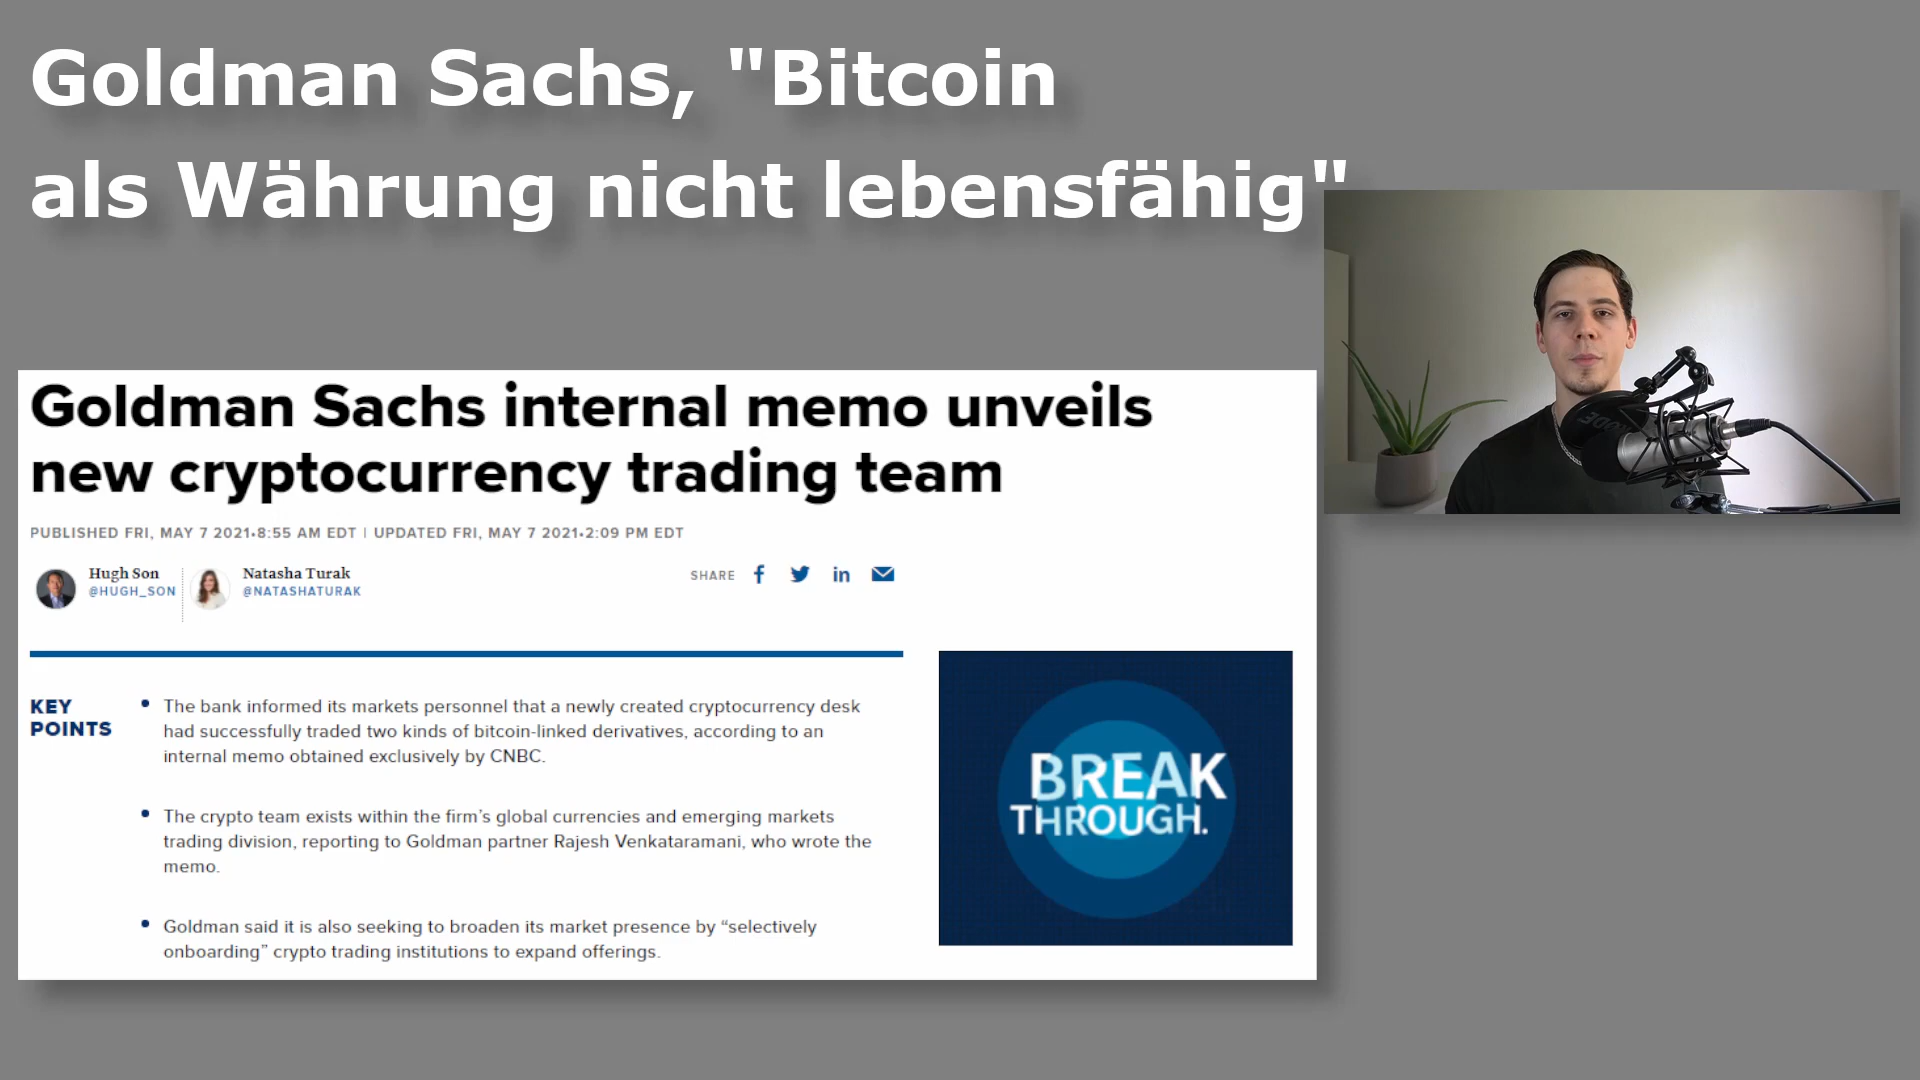 Goldman Sachs, "Bitcoin
als Währung nicht lebensfähig"
Goldman Sachs internal memo unveils
new cryptocurrency trading team
PUBLISHED FRI, MAY 7 2021•8:55 AM EDT | UPDATED FRI, MAY 7 2021•2:09 PM EDT
Hugh Son
@HUGH_SON
Natasha Turak
@NATASHATURAK
SHARE
KEY
POINTS
• The bank informed its markets personnel that a newly created cryptocurrency desk
had successfully traded two kinds of bitcoin-linked derivatives, according to an
internal memo obtained exclusively by CNBC.
• The crypto team exists within the firm’s global currencies and emerging markets
trading division, reporting to Goldman partner Rajesh Venkataramani, who wrote the
memo.
• Goldman said it is also seeking to broaden its market presence by “selectively
onboarding” crypto trading institutions to expand offerings.
BREAK
THROUGH.
RODE